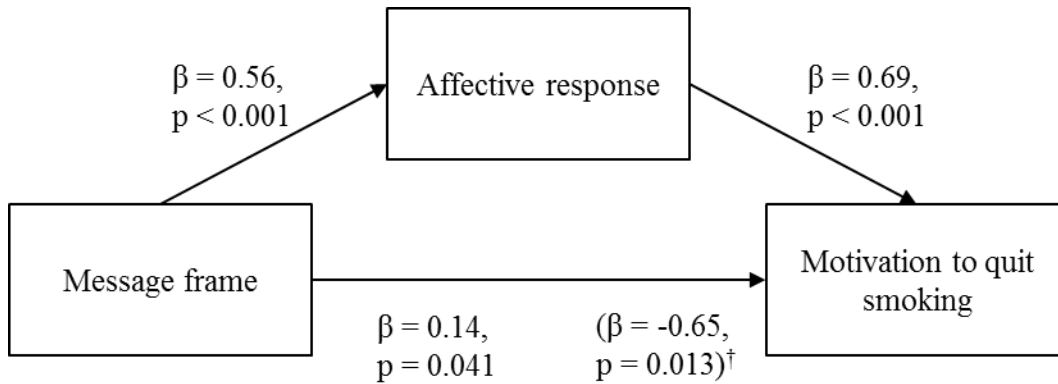 β = 0.56,
p < 0.001
Affective response
β = 0.69,
p < 0.001
Message frame
Motivation to quit
smoking
β = 0.14,
p = 0.041
(β = -0.65,
p = 0.013)†